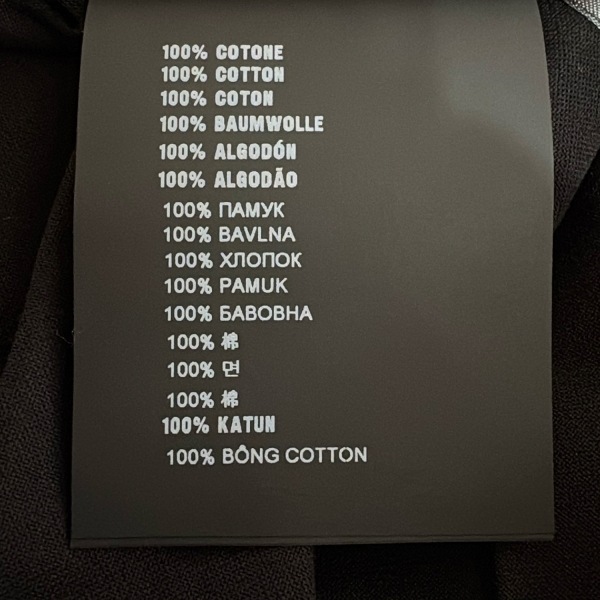 100% COTONE
100% COTTON
100% COTON
100% BAUMWOLLE
100% ALGODÓN
100% ALGODÃO
100% ПАМУК
100% BAVLNA
100% ХЛОПОК
100% PAMUK
100% БАВОВНА
100% 棉
100% 면
100% 棉
100% KATUN
100% BÔNG COTTON